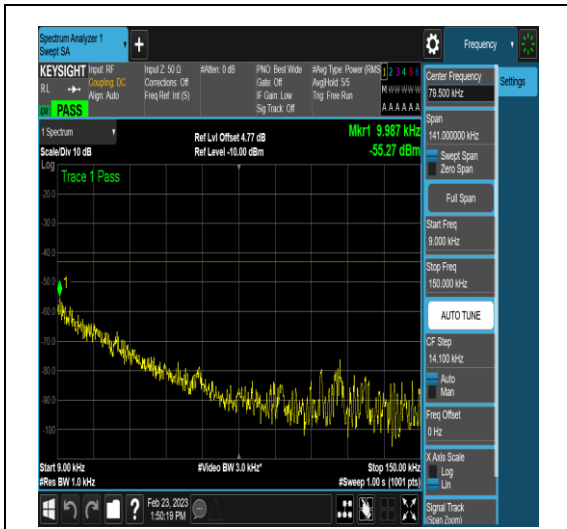 Spectrum Analyzer 1
Swept SA
Frequency
KEYSIGHT
RL
PASS
Input: RF
Coupling: DC
Align: Auto
Input Z: 50 Ω
Corrections: Off
Freq Ref: Int (S)
#Atten: 0 dB
PNO: Best Wide
Gate: Off
IF Gain: Low
Sig Track: Off
#Avg Type: Power (RMS
Avg|Hold: 5/5
Trig: Free Run
1 2 3 4 5 6
M W W W W W
A A A A A A
1 Spectrum
Scale/Div 10 dB
Ref Lvl Offset 4.77 dB
Ref Level -10.00 dBm
Mkr1 9.987 kHz
-55.27 dBm
Log
Trace 1 Pass
-20.0
-30.0
-40.0
-50.0
-60.0
-70.0
-80.0
-90.0
-100
1
Start 9.00 kHz
#Res BW 1.0 kHz
#Video BW 3.0 kHz*
Stop 150.00 kHz
#Sweep 1.00 s (1001 pts)
Feb 23, 2023
1:50:19 PM
Center Frequency
79.500 kHz
Settings
Span
141.000000 kHz
Swept Span
Zero Span
Full Span
Start Freq
9.000 kHz
Stop Freq
150.000 kHz
AUTO TUNE
CF Step
14.100 kHz
Auto
Man
Freq Offset
0 Hz
X Axis Scale
Log
Lin
Signal Track
(Span Zoom)